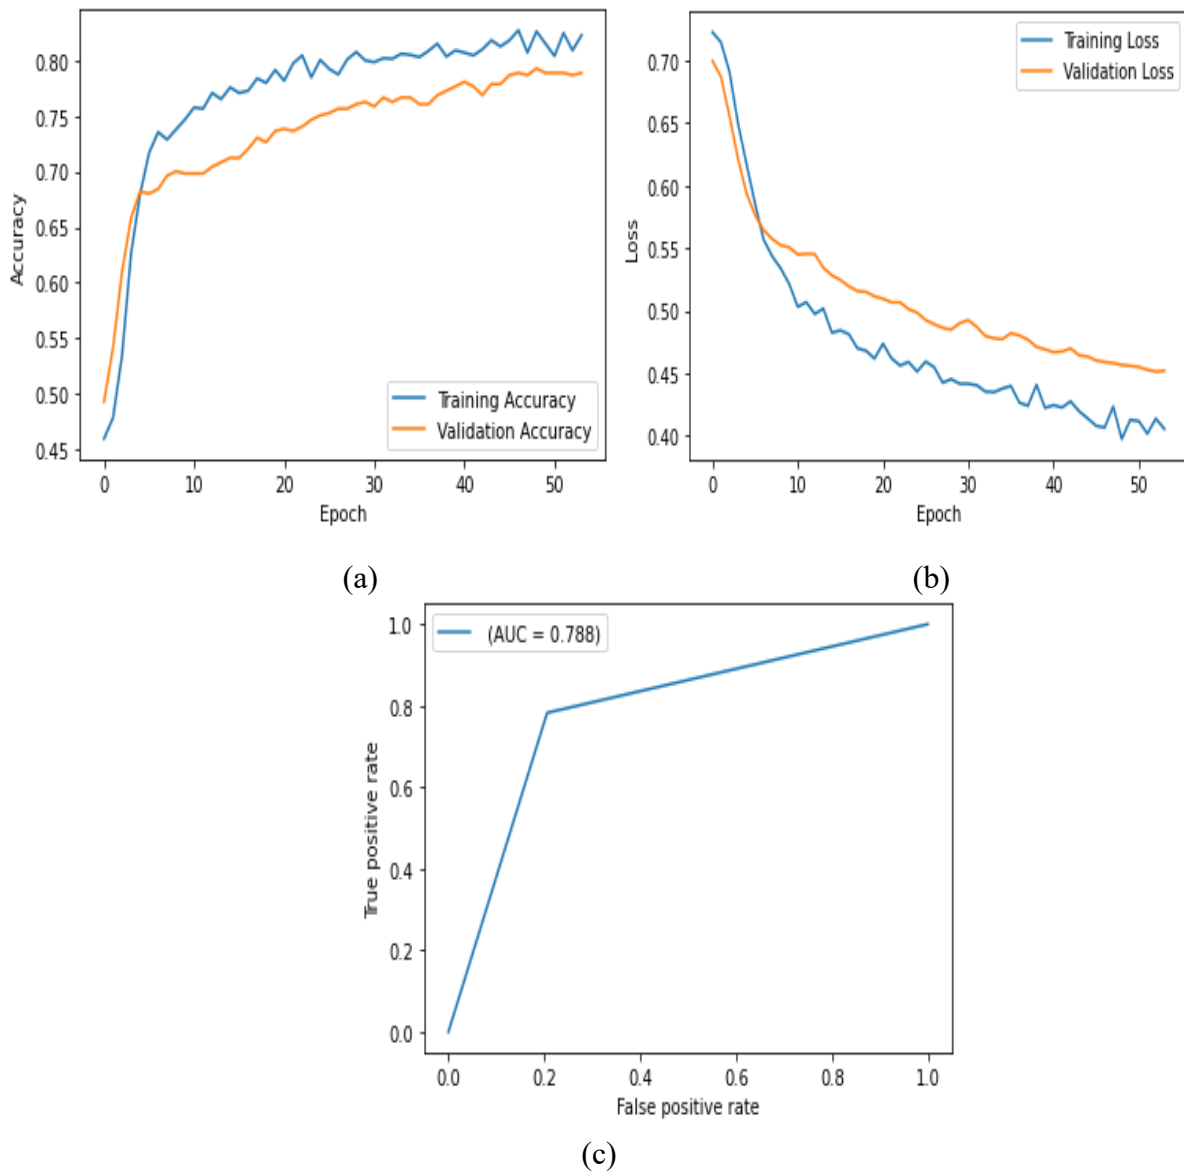 0.80
0.75
0.70
0.65
0.60
0.55
0.50
0.45
Accuracy
Training Accuracy
Validation Accuracy
0 10 20 30 40 50
Epoch
(a)
0.70
0.65
0.60
0.55
0.50
0.45
0.40
Loss
Training Loss
Validation Loss
0 10 20 30 40 50
Epoch
(b)
1.0
0.8
0.6
0.4
0.2
0.0
True positive rate
(AUC = 0.788)
0.0 0.2 0.4 0.6 0.8 1.0
False positive rate
(c)